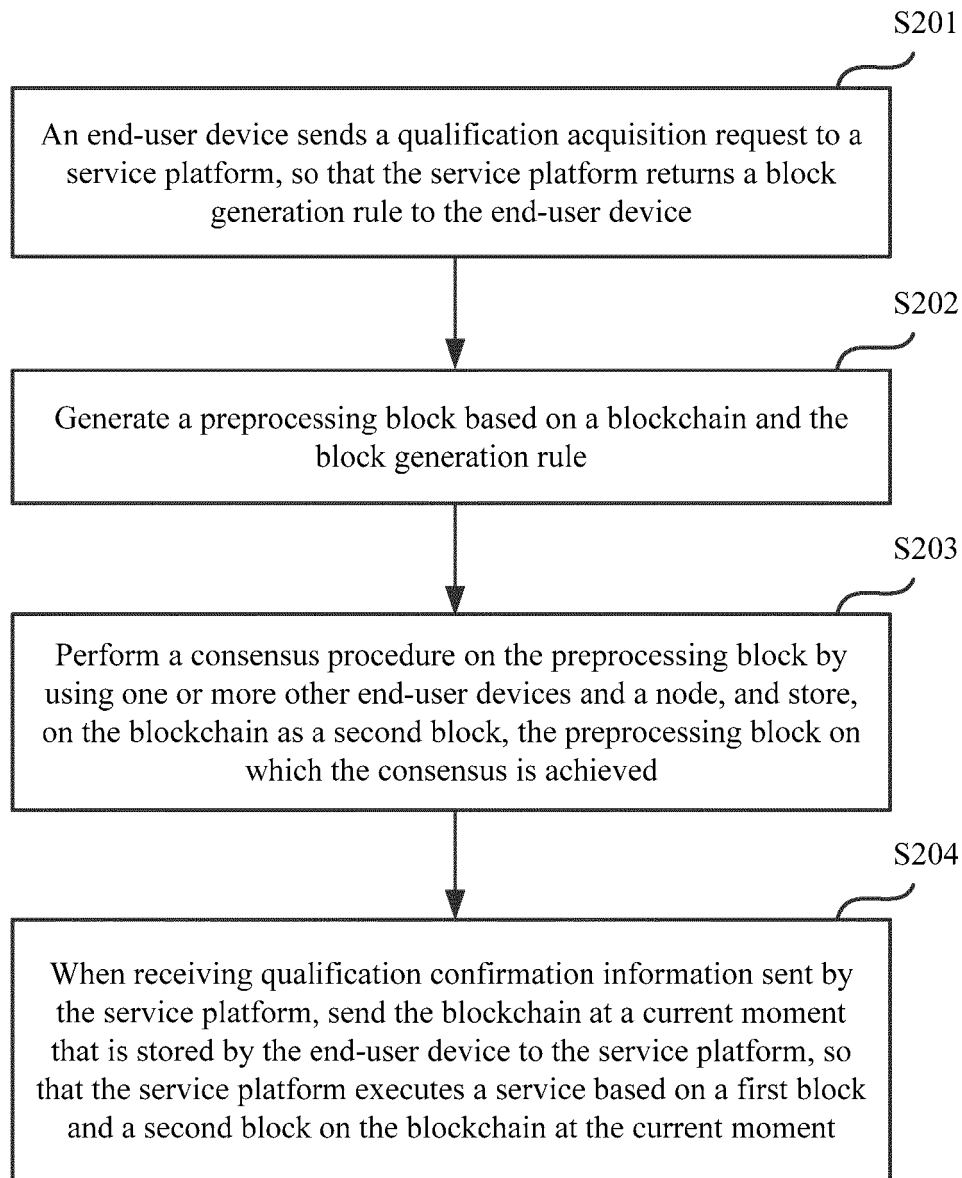 S201
An end-user device sends a qualification acquisition request to a
service platform, so that the service platform returns a block
generation rule to the end-user device
S202
Generate a preprocessing block based on a blockchain and the
block generation rule
S203
Perform a consensus procedure on the preprocessing block by
using one or more other end-user devices and a node, and store,
on the blockchain as a second block, the preprocessing block on
which the consensus is achieved
S204
When receiving qualification confirmation information sent by
the service platform, send the blockchain at a current moment
that is stored by the end-user device to the service platform, so
that the service platform executes a service based on a first block
and a second block on the blockchain at the current moment